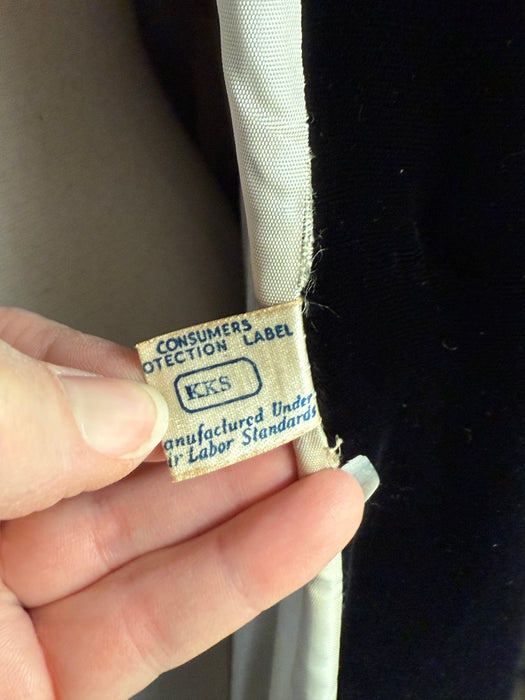 CONSUMERS
OTECTION LABEL
KKS
anufactured Under
ir Labor Standards